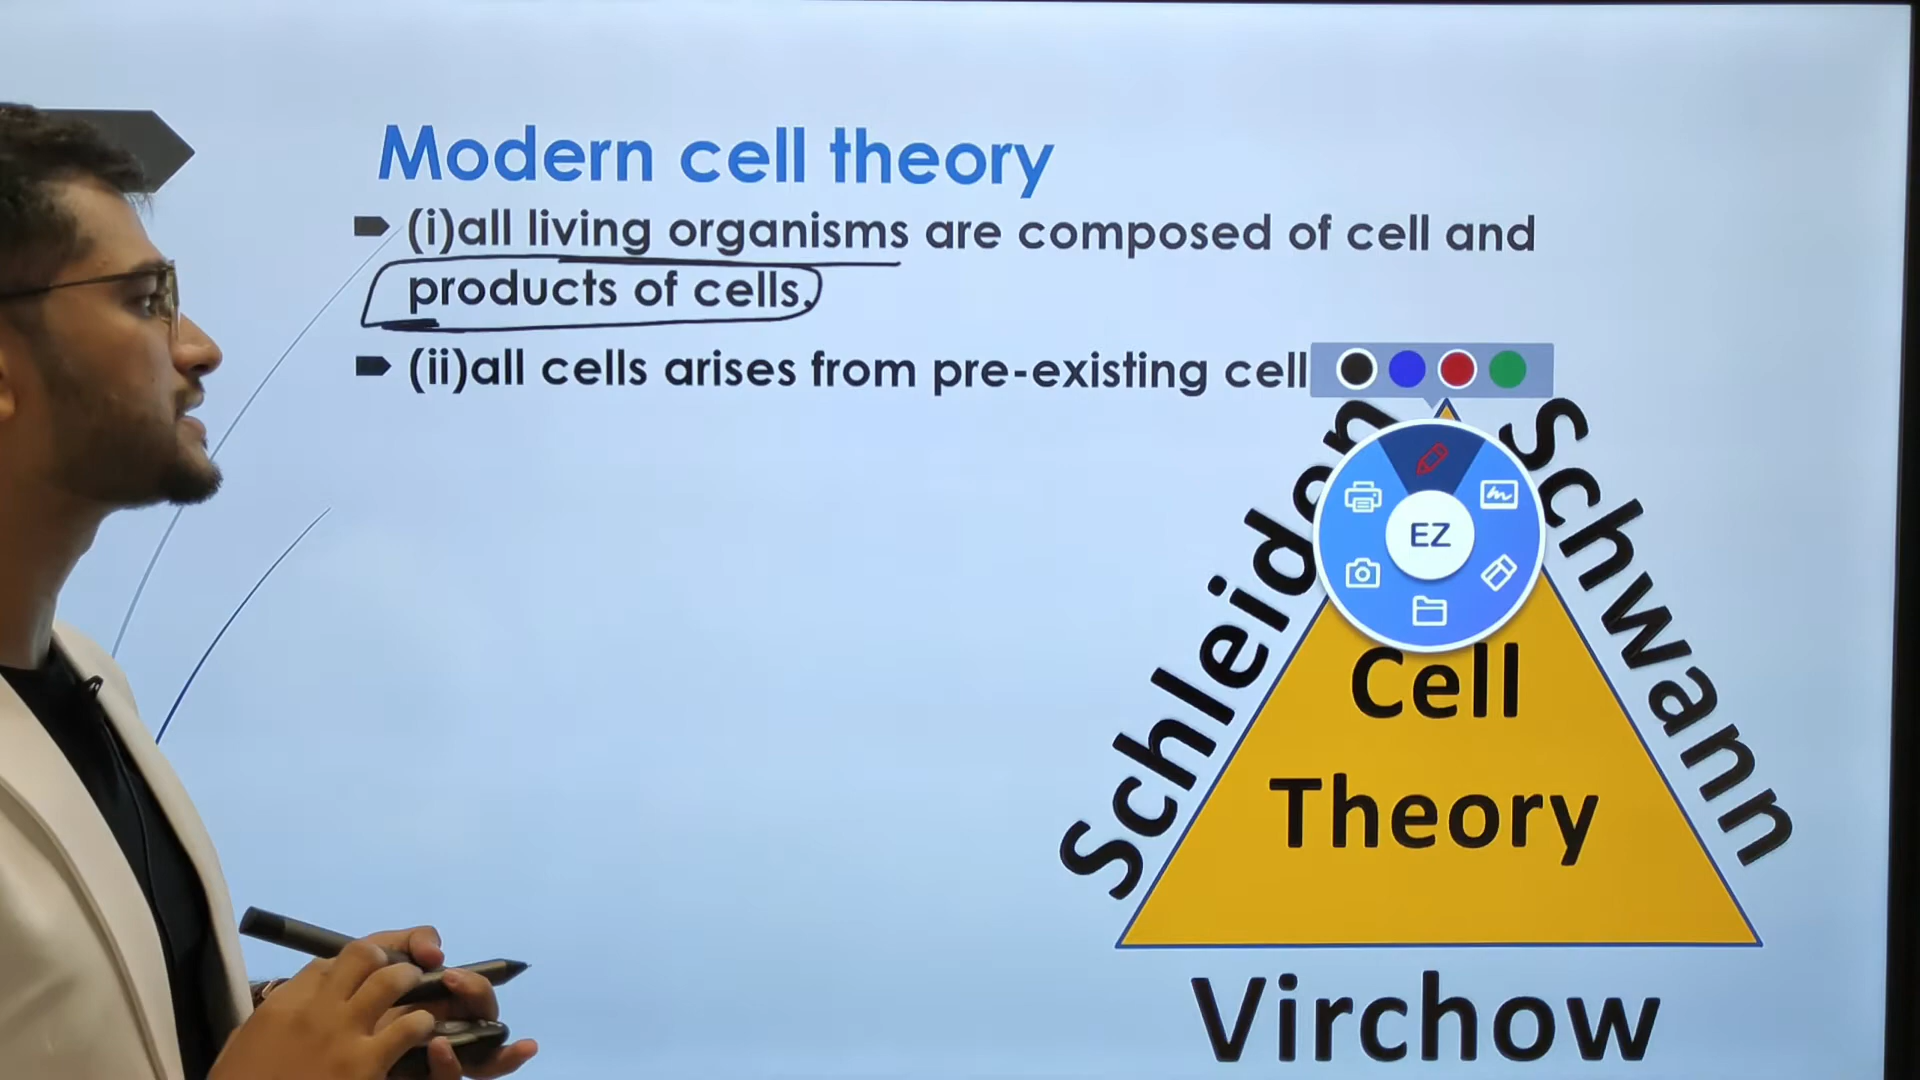 Modern cell theory
(i)all living organisms are composed of cell and
products of cells.
(ii)all cells arises from pre-existing cell
Schleiden
Schwann
EZ
Cell
Theory
Virchow